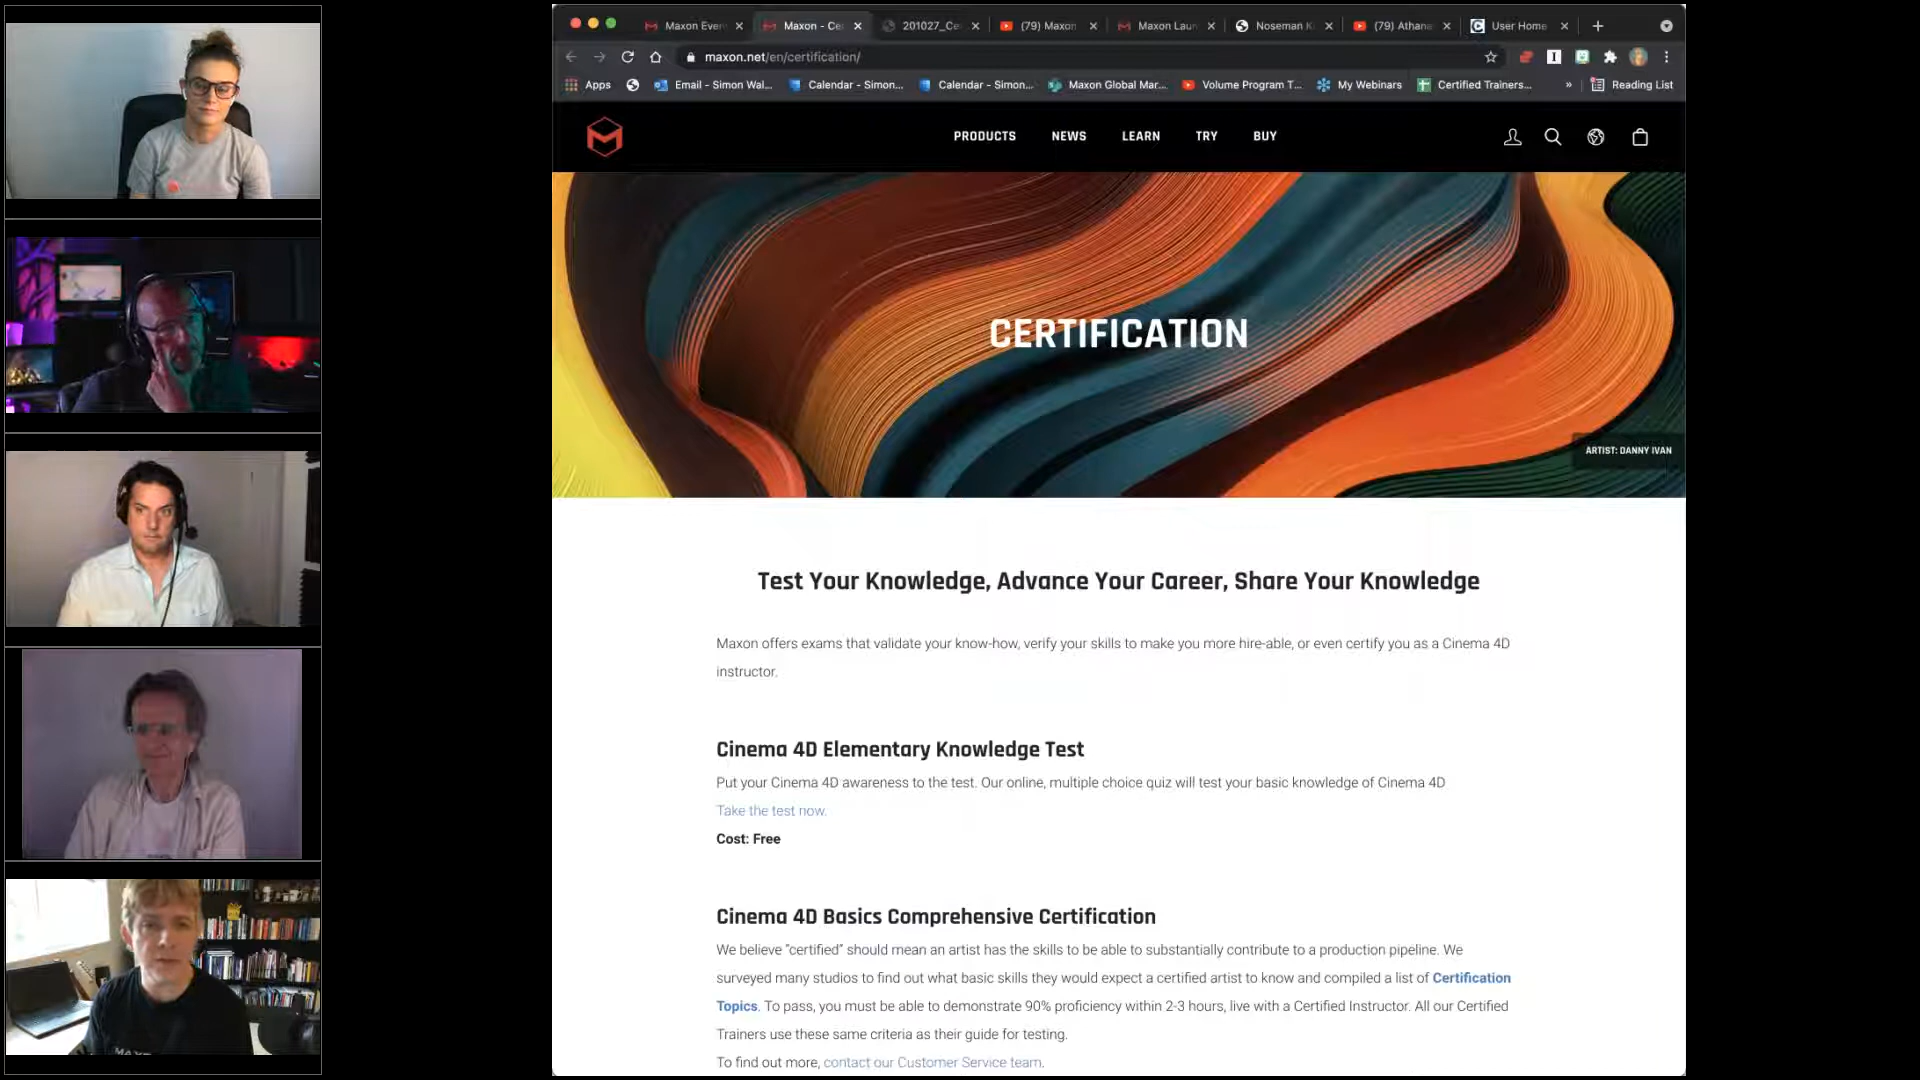 Maxon Even
Maxon - Ce
201027_Ce
(79) Maxon
Maxon Laun
Noseman K
(79) Athana
User Home
maxon.net/en/certification/
Apps
Email - Simon Wal...
Calendar - Simon...
Calendar - Simon...
Maxon Global Mar...
Volume Program T...
My Webinars
Certified Trainers...
»
Reading List
PRODUCTS
NEWS
LEARN
TRY
BUY
CERTIFICATION
ARTIST: DANNY IVAN
Test Your Knowledge, Advance Your Career, Share Your Knowledge
Maxon offers exams that validate your know-how, verify your skills to make you more hire-able, or even certify you as a Cinema 4D
instructor.
Cinema 4D Elementary Knowledge Test
Put your Cinema 4D awareness to the test. Our online, multiple choice quiz will test your basic knowledge of Cinema 4D
Take the test now.
Cost: Free
Cinema 4D Basics Comprehensive Certification
We believe "certified" should mean an artist has the skills to be able to substantially contribute to a production pipeline. We
surveyed many studios to find out what basic skills they would expect a certified artist to know and compiled a list of Certification
Topics. To pass, you must be able to demonstrate 90% proficiency within 2-3 hours, live with a Certified Instructor. All our Certified
Trainers use these same criteria as their guide for testing.
To find out more, contact our Customer Service team.